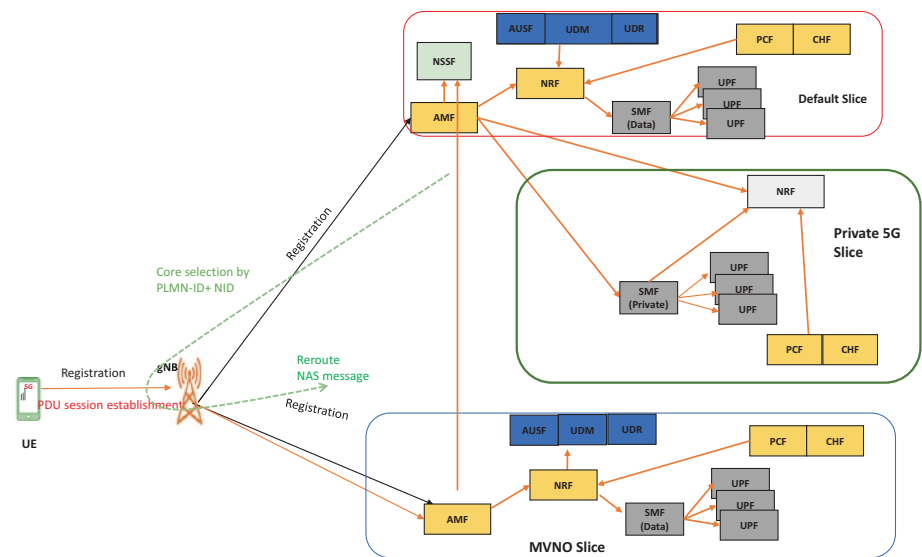 AUSF
UDM
UDR
PCF
CHF
NSSF
NRF
UPF
UPF
UPF
Default Slice
AMF
SMF
(Data)
Registration
NRF
Private 5G
Slice
Core selection by
PLMN-ID+ NID
UPF
UPF
UPF
SMF
(Private)
PCF
CHF
gNB
Reroute
NAS message
Registration
5G
PDU session establishment
Registration
UE
AUSF
UDM
UDR
PCF
CHF
NRF
UPF
UPF
UPF
AMF
SMF
(Data)
MVNO Slice